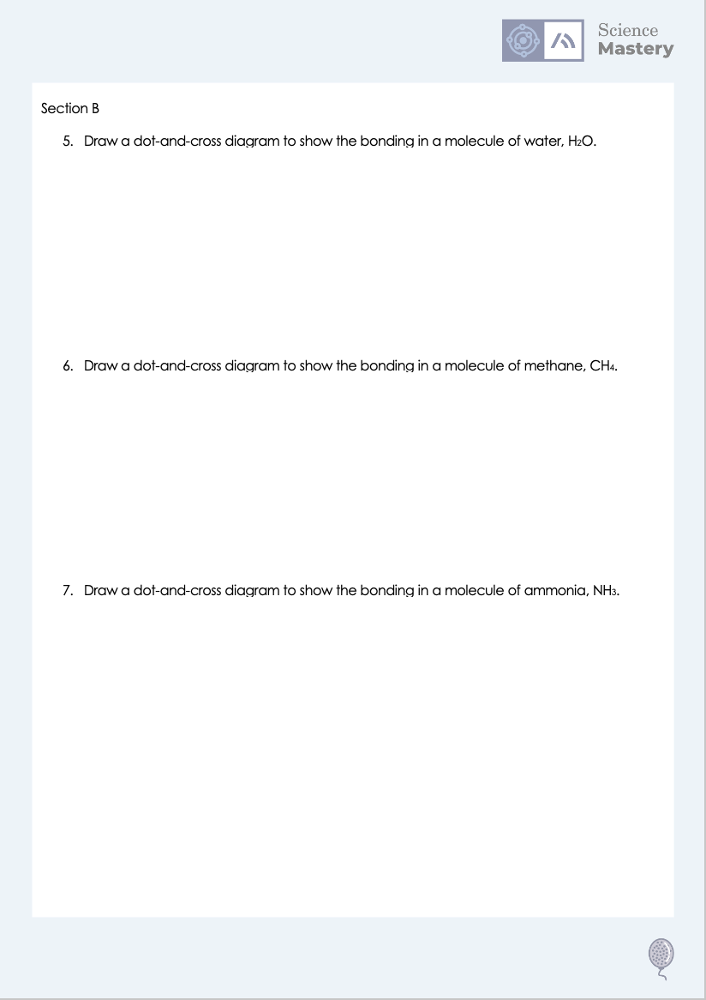 Science
Mastery
Section B
5. Draw a dot-and-cross diagram to show the bonding in a molecule of water, H₂O.
6. Draw a dot-and-cross diagram to show the bonding in a molecule of methane, CH₄.
7. Draw a dot-and-cross diagram to show the bonding in a molecule of ammonia, NH₃.